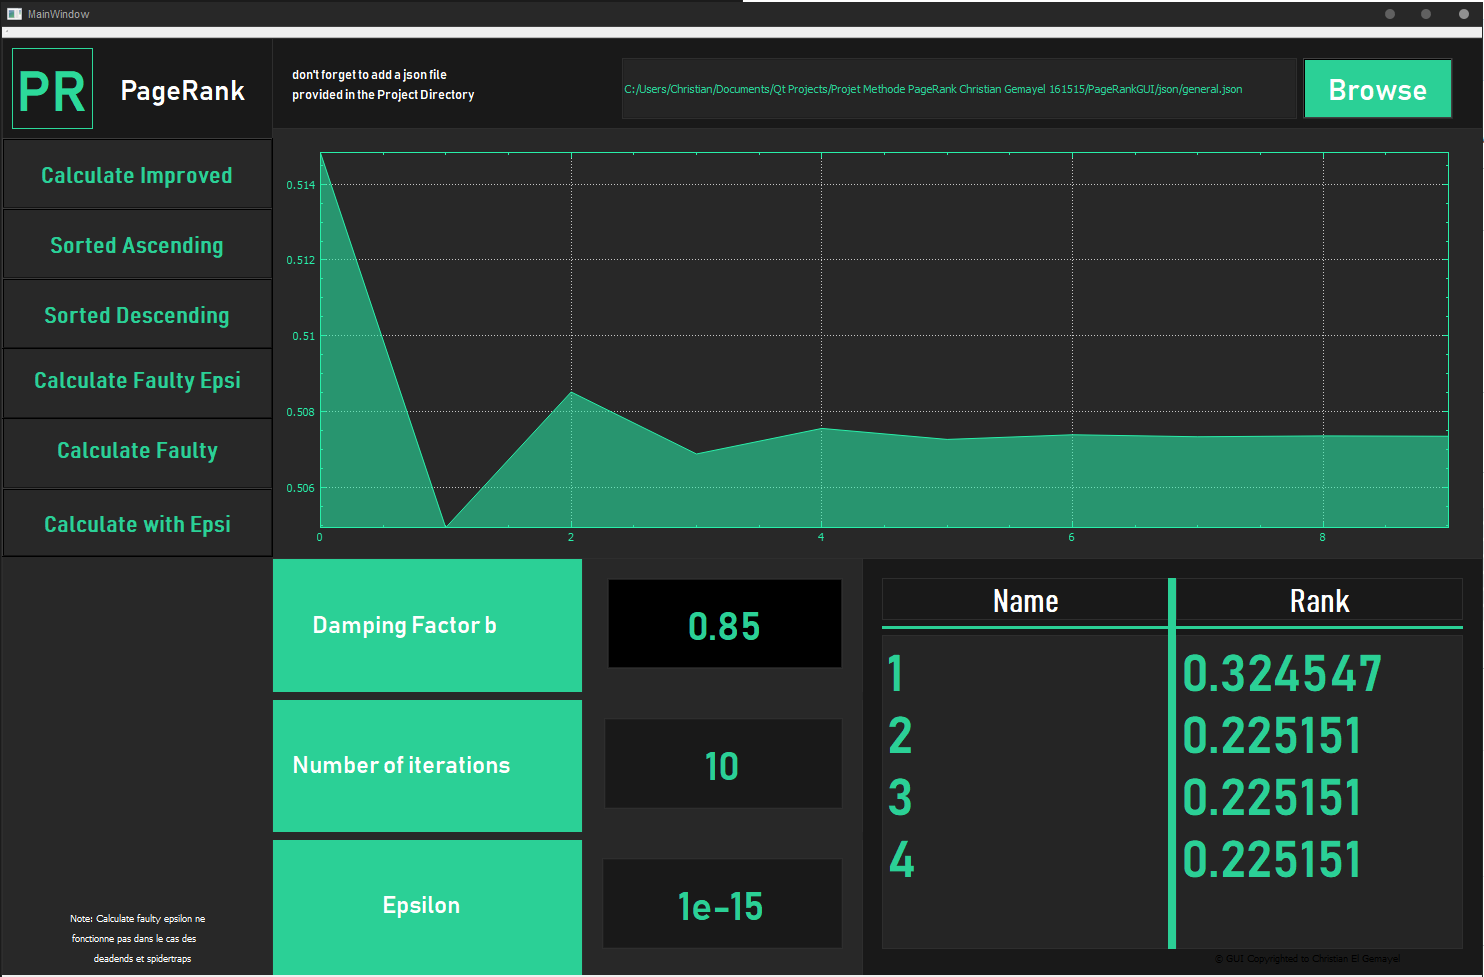 MainWindow
PR
PageRank
don't forget to add a json file
provided in the Project Directory
C:/Users/Christian/Documents/Qt Projects/Projet Methode PageRank Christian Gemayel 161515/PageRankGUI/json/general.json
Browse
Calculate Improved
Sorted Ascending
Sorted Descending
Calculate Faulty Epsi
Calculate Faulty
Calculate with Epsi
0.514
0.512
0.51
0.508
0.506
0 2 4 6 8
Damping Factor b
0.85
Number of iterations
10
Epsilon
1e-15
Name Rank
1 0.324547
2 0.225151
3 0.225151
4 0.225151
Note: Calculate faulty epsilon ne
fonctionne pas dans le cas des
deadends et spidertraps
© GUI Copyrighted to Christian El Gemayel